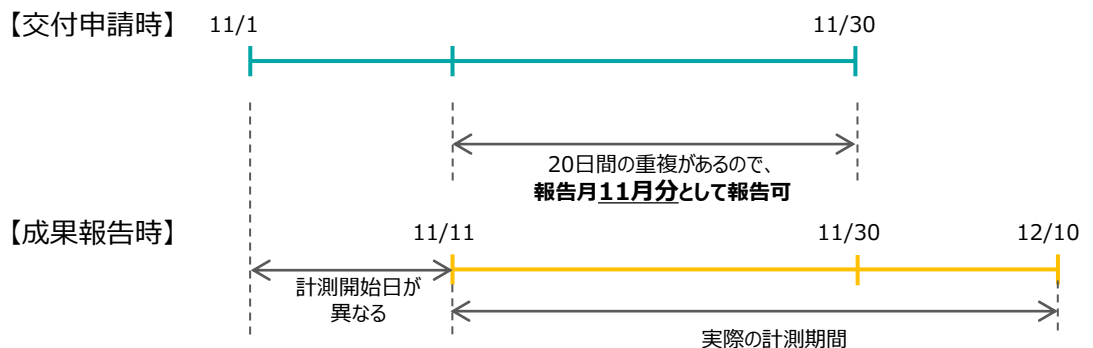 【交付申請時】 11/1 11/30
20日間の重複があるので、
報告月11月分として報告可
【成果報告時】 11/11 11/30 12/10
計測開始日が
異なる
実際の計測期間